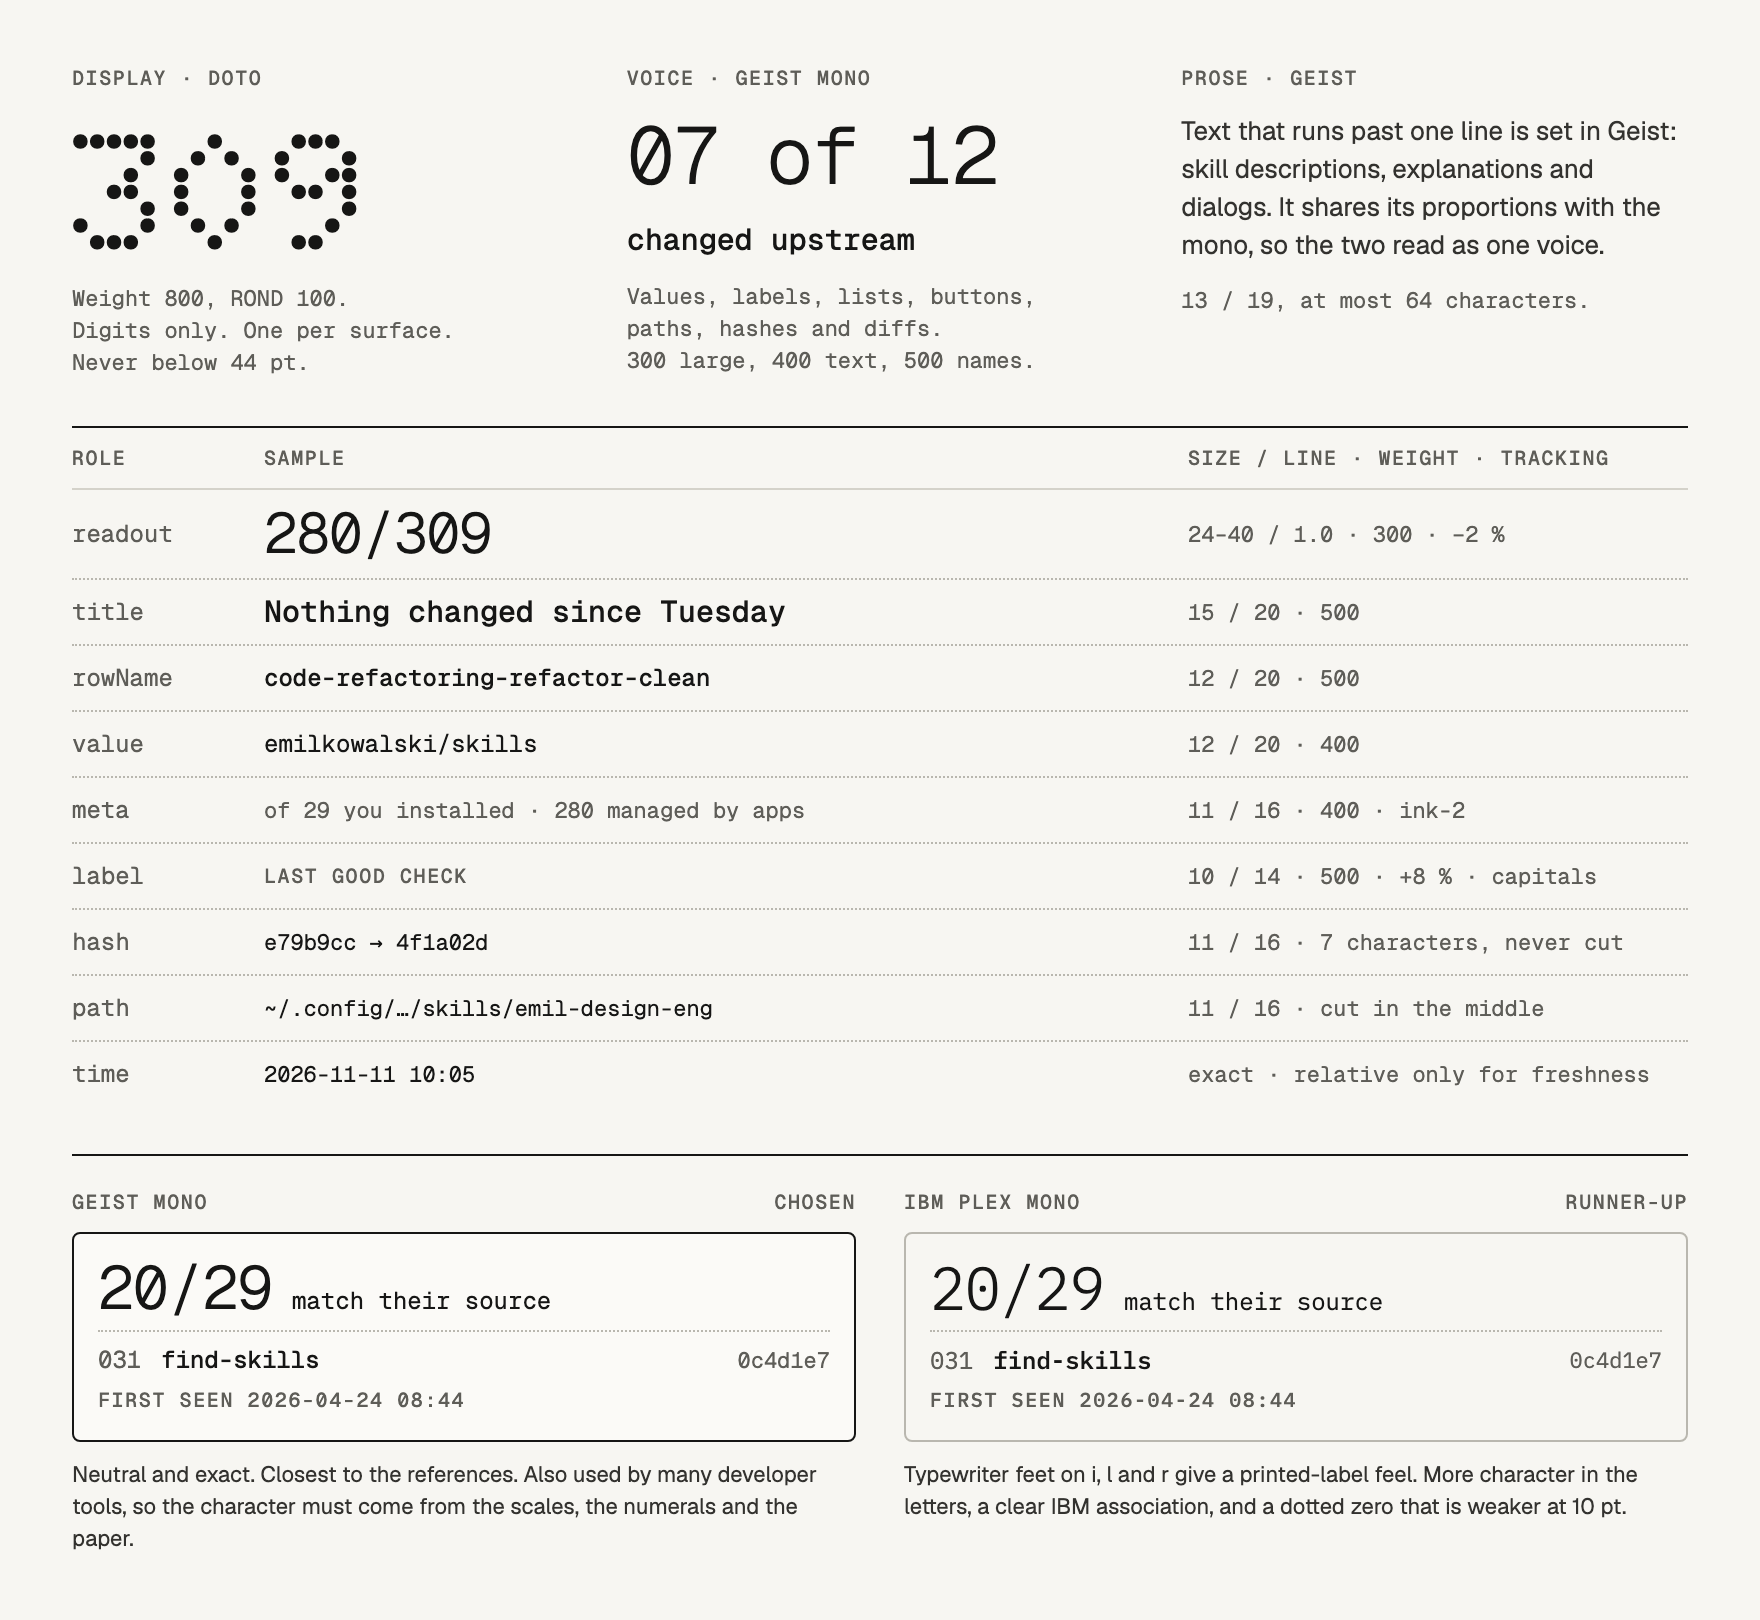 DISPLAY · DOTO
309
Weight 800, ROND 100.
Digits only. One per surface.
Never below 44 pt.
VOICE · GEIST MONO
07 of 12
changed upstream
Values, labels, lists, buttons,
paths, hashes and diffs.
300 large, 400 text, 500 names.
PROSE · GEIST
Text that runs past one line is set in Geist:
skill descriptions, explanations and
dialogs. It shares its proportions with the
mono, so the two read as one voice.
13 / 19, at most 64 characters.
ROLE SAMPLE SIZE / LINE · WEIGHT · TRACKING
readout 280/309 24–40 / 1.0 · 300 · −2 %
title Nothing changed since Tuesday 15 / 20 · 500
rowName code-refactoring-refactor-clean 12 / 20 · 500
value emilkowalski/skills 12 / 20 · 400
meta of 29 you installed · 280 managed by apps 11 / 16 · 400 · ink-2
label LAST GOOD CHECK 10 / 14 · 500 · +8 % · capitals
hash e79b9cc → 4f1a02d 11 / 16 · 7 characters, never cut
path ~/.config/…/skills/emil-design-eng 11 / 16 · cut in the middle
time 2026-11-11 10:05 exact · relative only for freshness
GEIST MONO CHOSEN
20/29 match their source
031 find-skills 0c4d1e7
FIRST SEEN 2026-04-24 08:44
Neutral and exact. Closest to the references. Also used by many developer
tools, so the character must come from the scales, the numerals and the
paper.
IBM PLEX MONO RUNNER-UP
20/29 match their source
031 find-skills 0c4d1e7
FIRST SEEN 2026-04-24 08:44
Typewriter feet on i, l and r give a printed-label feel. More character in the
letters, a clear IBM association, and a dotted zero that is weaker at 10 pt.